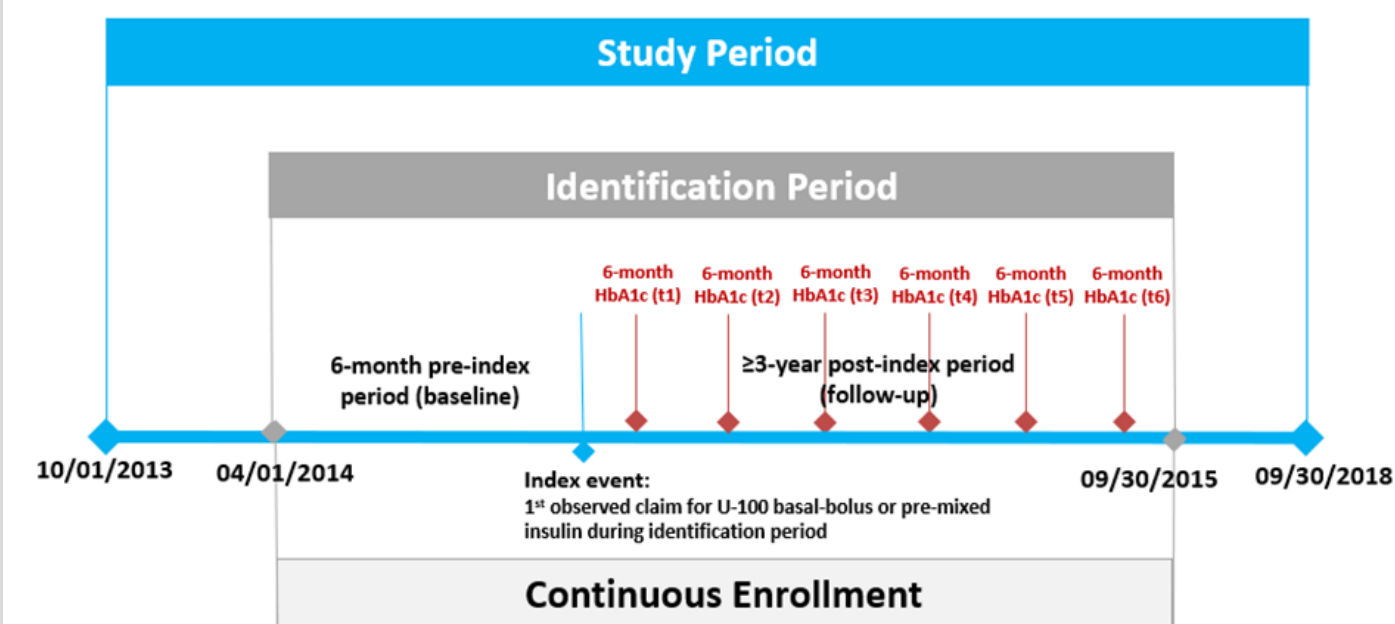 Study Period
Identification Period
6-month HbA1c (t1)
6-month HbA1c (t2)
6-month HbA1c (t3)
6-month HbA1c (t4)
6-month HbA1c (t5)
6-month HbA1c (t6)
6-month pre-index
period (baseline)
≥3-year post-index period
(follow-up)
10/01/2013
04/01/2014
Index event:
1st observed claim for U-100 basal-bolus or pre-mixed
insulin during identification period
09/30/2015
09/30/2018
Continuous Enrollment